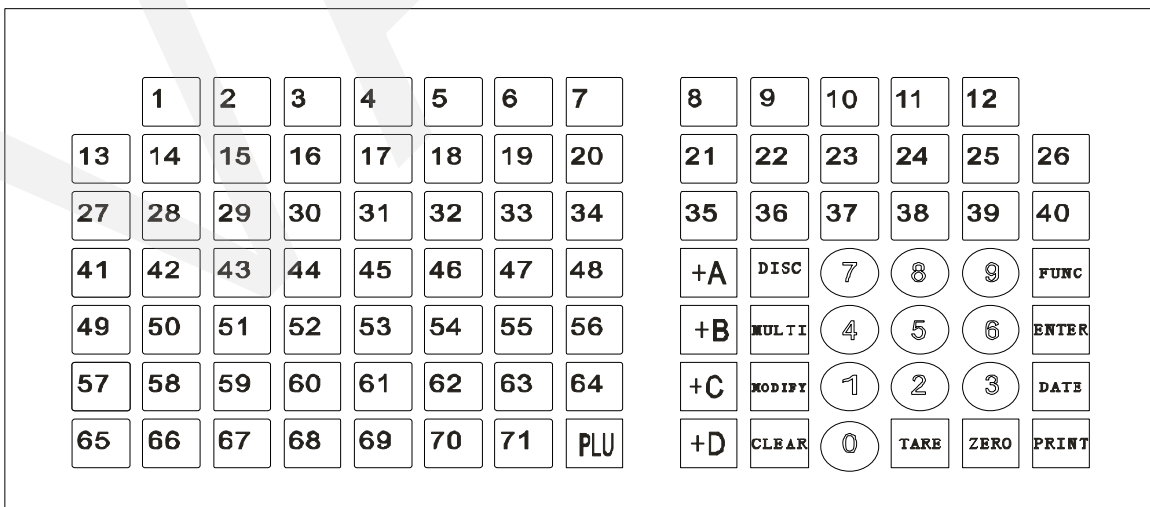 1 2 3 4 5 6 7 8 9 10 11 12
13 14 15 16 17 18 19 20 21 22 23 24 25 26
27 28 29 30 31 32 33 34 35 36 37 38 39 40
41 42 43 44 45 46 47 48 +A DISC 7 8 9 FUNC
49 50 51 52 53 54 55 56 +B MULTI 4 5 6 ENTER
57 58 59 60 61 62 63 64 +C MODIFY 1 2 3 DATE
65 66 67 68 69 70 71 PLU +D CLEAR 0 TARE ZERO PRINT